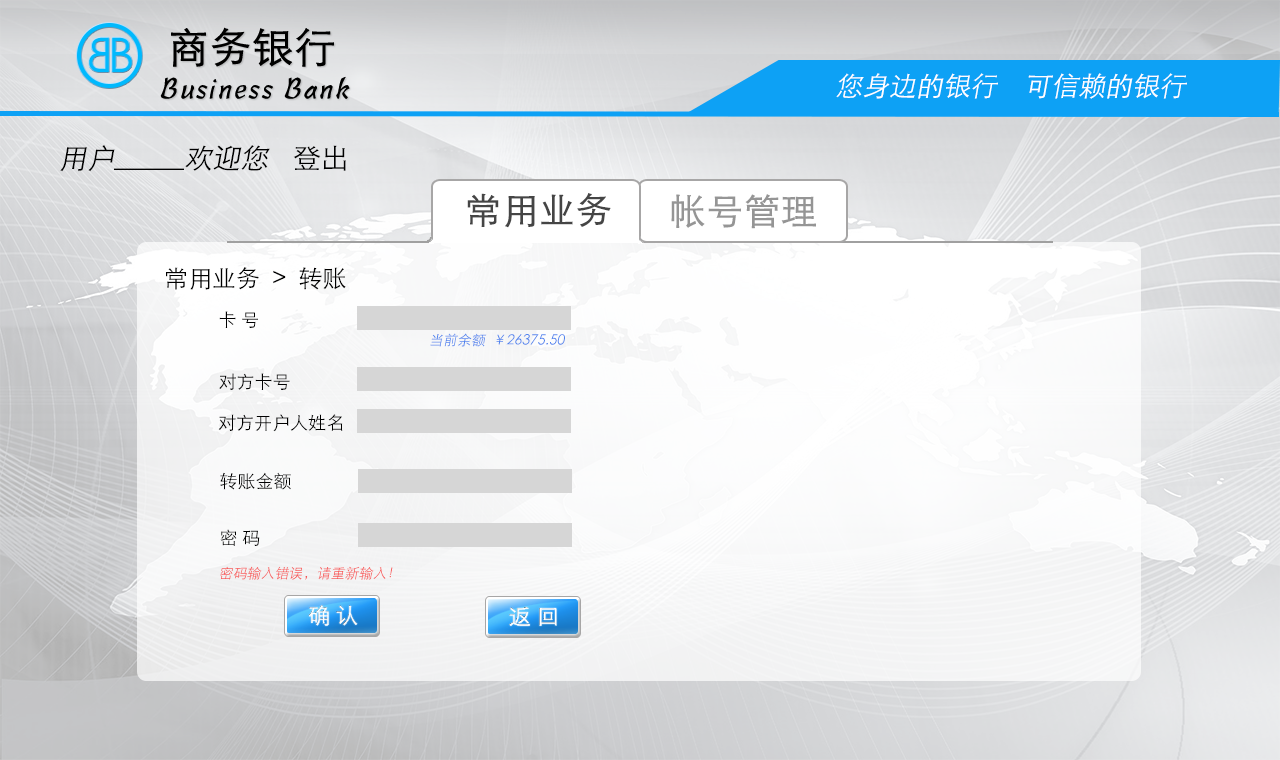 商务银行
Business Bank
您身边的银行 可信赖的银行
用户_____欢迎您 登出
常用业务 帐号管理
常用业务 > 转账
卡 号
当前余额 ￥26375.50
对方卡号
对方开户人姓名
转账金额
密 码
密码输入错误，请重新输入！
确 认 返 回